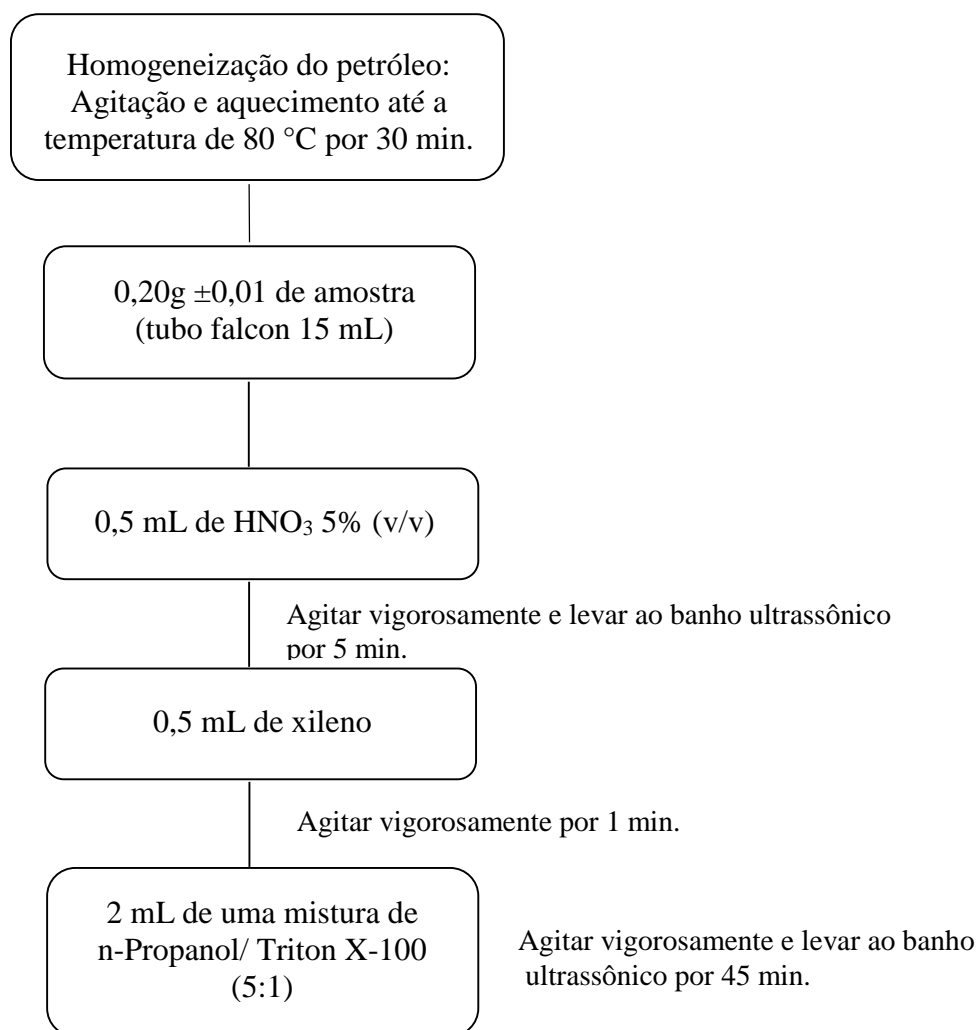 Homogeneização do petróleo:
Agitação e aquecimento até a
temperatura de 80 °C por 30 min.
0,20g ±0,01 de amostra
(tubo falcon 15 mL)
0,5 mL de HNO₃ 5% (v/v)
Agitar vigorosamente e levar ao banho ultrassônico
por 5 min.
0,5 mL de xileno
Agitar vigorosamente por 1 min.
2 mL de uma mistura de
n-Propanol/ Triton X-100
(5:1)
Agitar vigorosamente e levar ao banho
ultrassônico por 45 min.